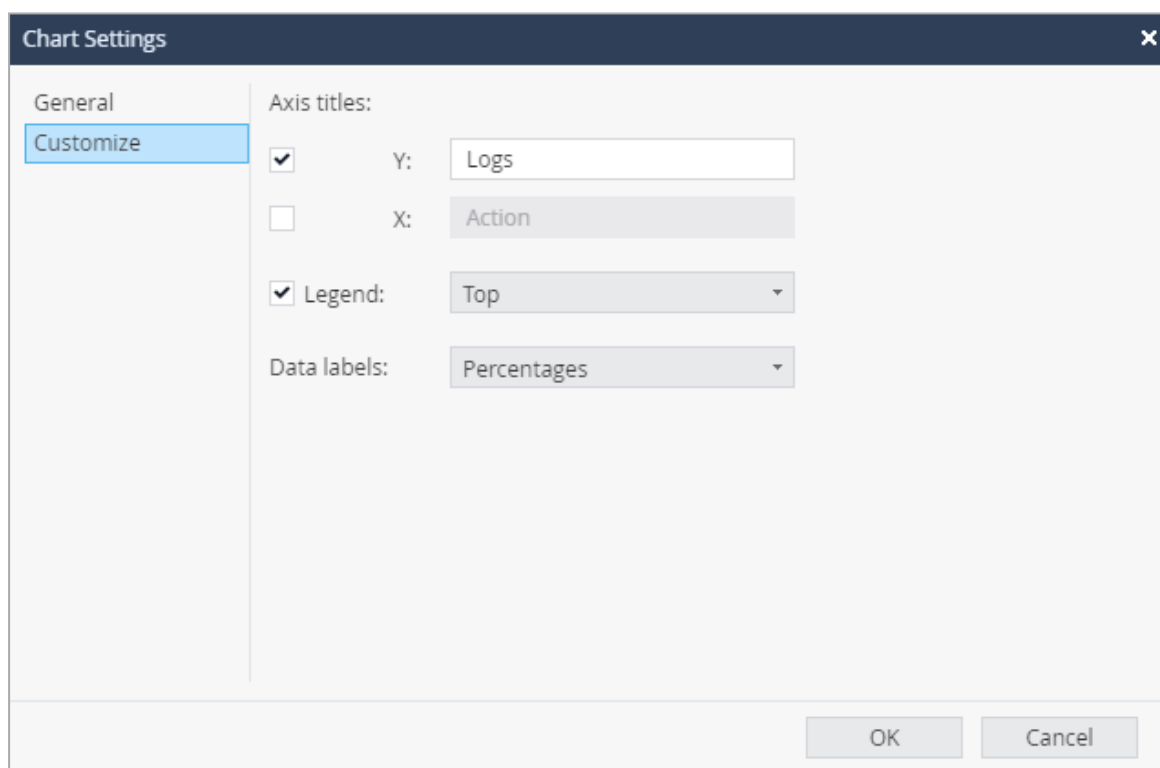 Chart Settings
General
Customize
Axis titles:
Y: Logs
X: Action
Legend: Top
Data labels: Percentages
OK Cancel